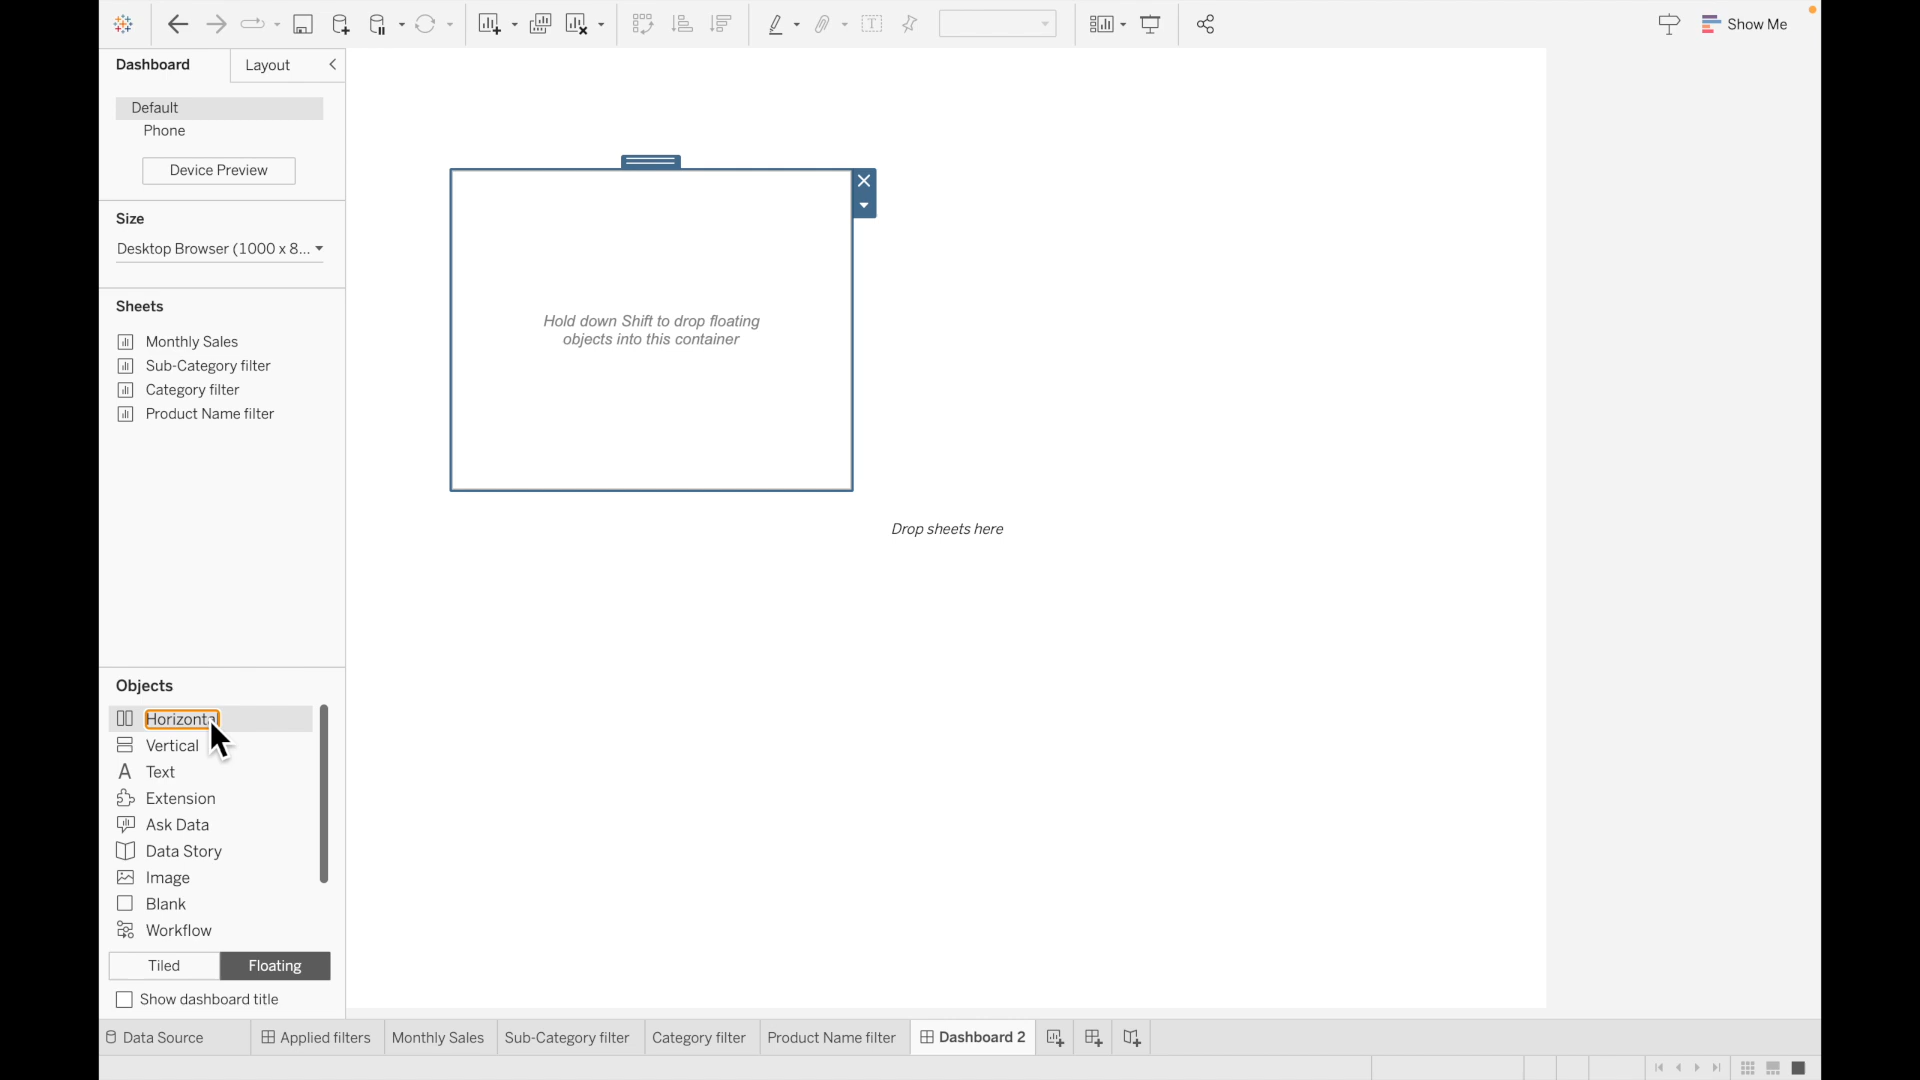 Show Me
Dashboard
Layout
Default
Phone
Device Preview
Size
Desktop Browser (1000 x 8...
Sheets
Monthly Sales
Sub-Category filter
Category filter
Product Name filter
Hold down Shift to drop floating
objects into this container
Drop sheets here
Objects
Horizontal
Vertical
Text
Extension
Ask Data
Data Story
Image
Blank
Workflow
Tiled
Floating
Show dashboard title
Data Source
Applied filters
Monthly Sales
Sub-Category filter
Category filter
Product Name filter
Dashboard 2